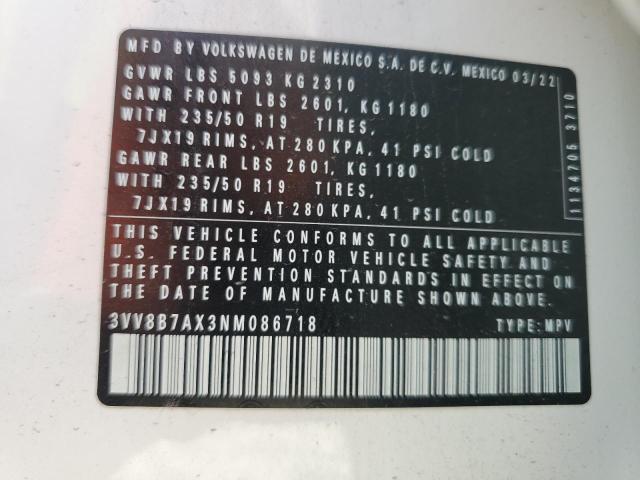 MFD BY VOLKSWAGEN DE MEXICO S.A. DE C.V. MEXICO 03/22
GVWR LBS 5093 KG 2310
GAWR FRONT LBS 2601, KG 1180
WITH 235/50 R19 TIRES,
7JX19 RIMS, AT 280 KPA, 41 PSI COLD
GAWR REAR LBS 2601, KG 1180
WITH 235/50 R19 TIRES,
7JX19 RIMS, AT 280 KPA, 41 PSI COLD
1134705 3710
THIS VEHICLE CONFORMS TO ALL APPLICABLE
U.S. FEDERAL MOTOR VEHICLE SAFETY AND
THEFT PREVENTION STANDARDS IN EFFECT ON
THE DATE OF MANUFACTURE SHOWN ABOVE.
3VV8B7AX3NM086718 TYPE: MPV